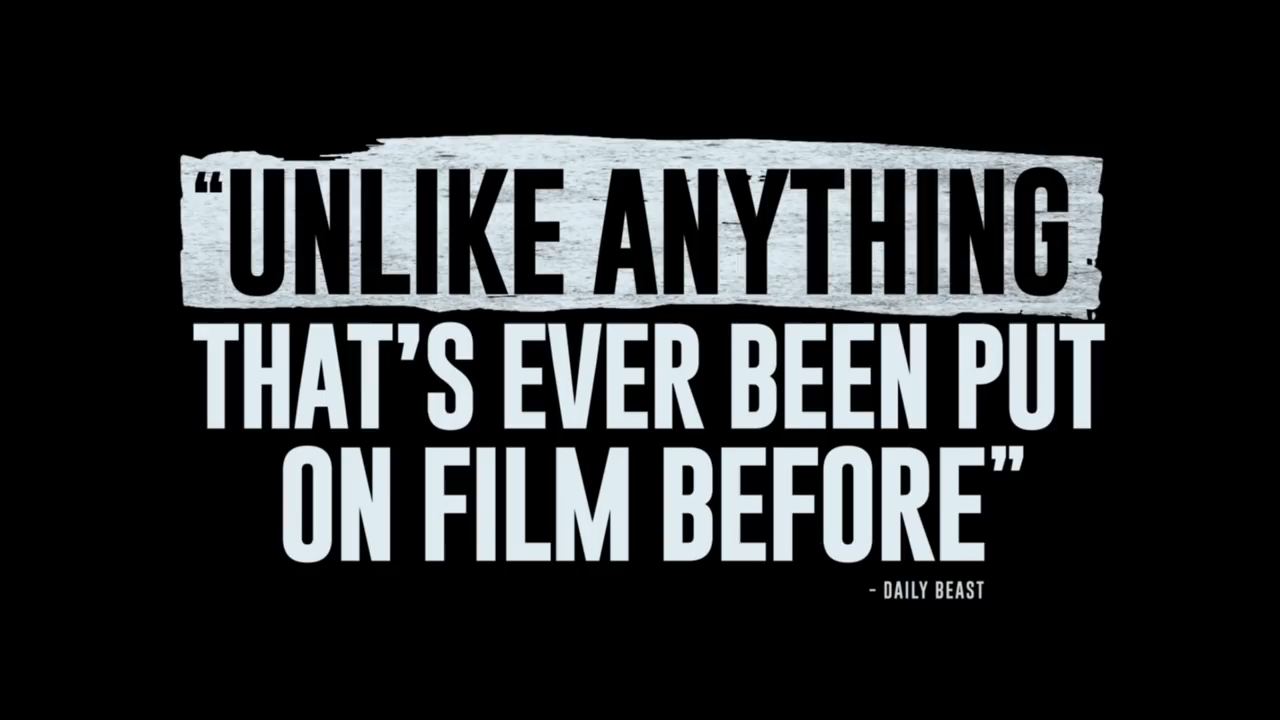 “UNLIKE ANYTHING
THAT’S EVER BEEN PUT
ON FILM BEFORE”
- DAILY BEAST